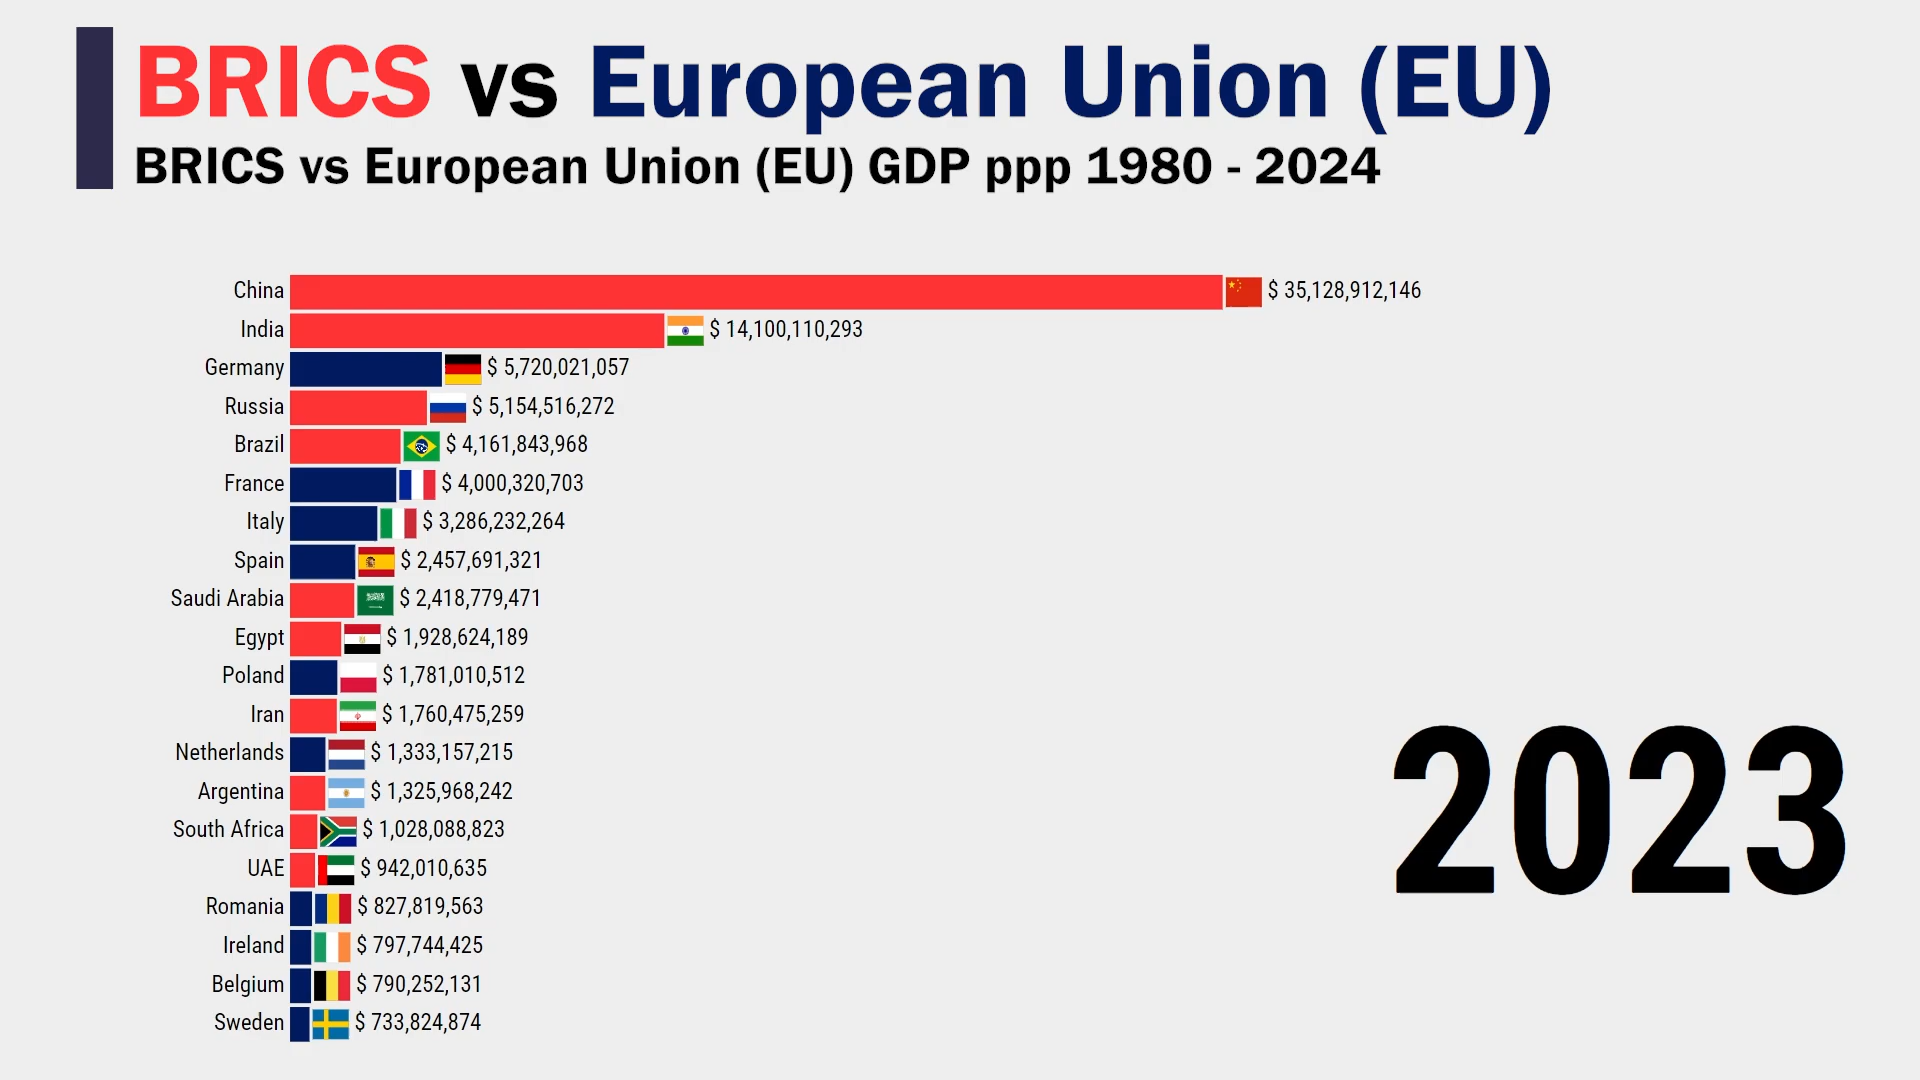 BRICS vs European Union (EU)
BRICS vs European Union (EU) GDP ppp 1980 - 2024
China $ 35,128,912,146
India $ 14,100,110,293
Germany $ 5,720,021,057
Russia $ 5,154,516,272
Brazil $ 4,161,843,968
France $ 4,000,320,703
Italy $ 3,286,232,264
Spain $ 2,457,691,321
Saudi Arabia $ 2,418,779,471
Egypt $ 1,928,624,189
Poland $ 1,781,010,512
Iran $ 1,760,475,259
Netherlands $ 1,333,157,215
Argentina $ 1,325,968,242
South Africa $ 1,028,088,823
UAE $ 942,010,635
Romania $ 827,819,563
Ireland $ 797,744,425
Belgium $ 790,252,131
Sweden $ 733,824,874
2023